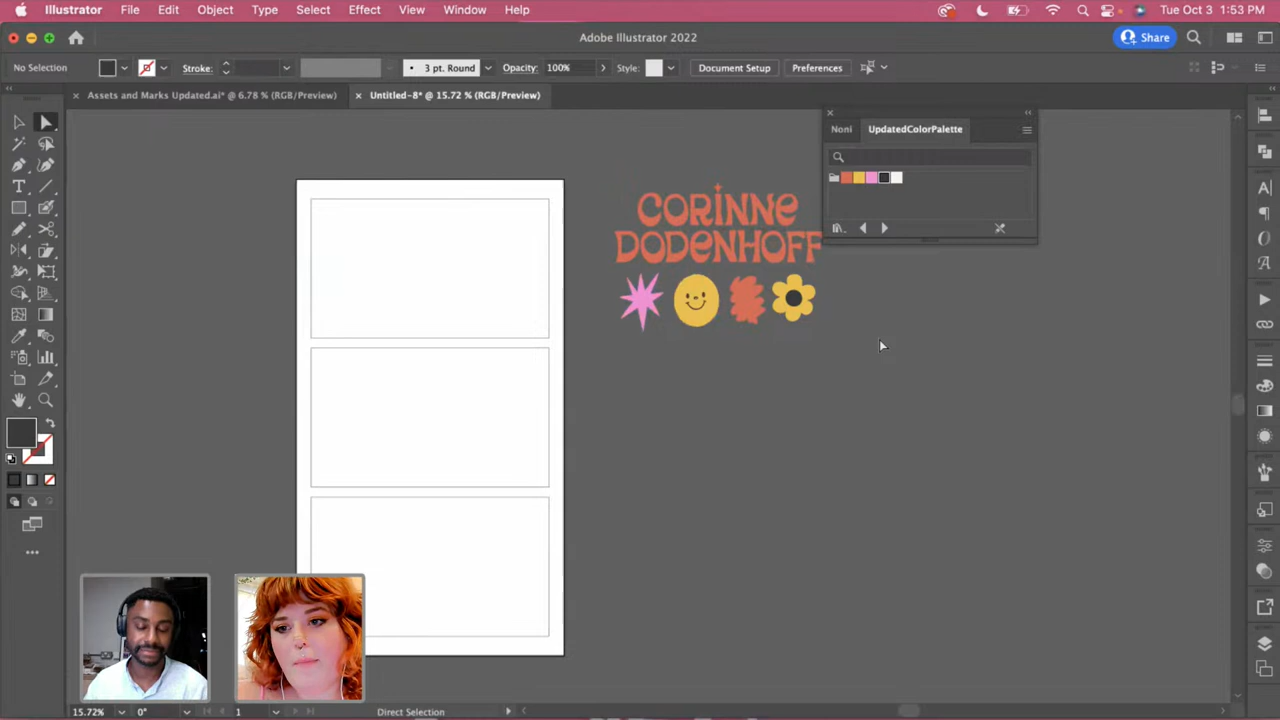 Illustrator File Edit Object Type Select Effect View Window Help Tue Oct 3 1:53 PM
Adobe Illustrator 2022 Share
No Selection Stroke: 3 pt. Round Opacity: 100% Style: Document Setup Preferences
Assets and Marks Updated.ai* @ 6.78 % (RGB/Preview) Untitled-8* @ 15.72 % (RGB/Preview)
Noni UpdatedColorPalette
CORINNE
DODENHOFF
15.72% 0° 1 Direct Selection